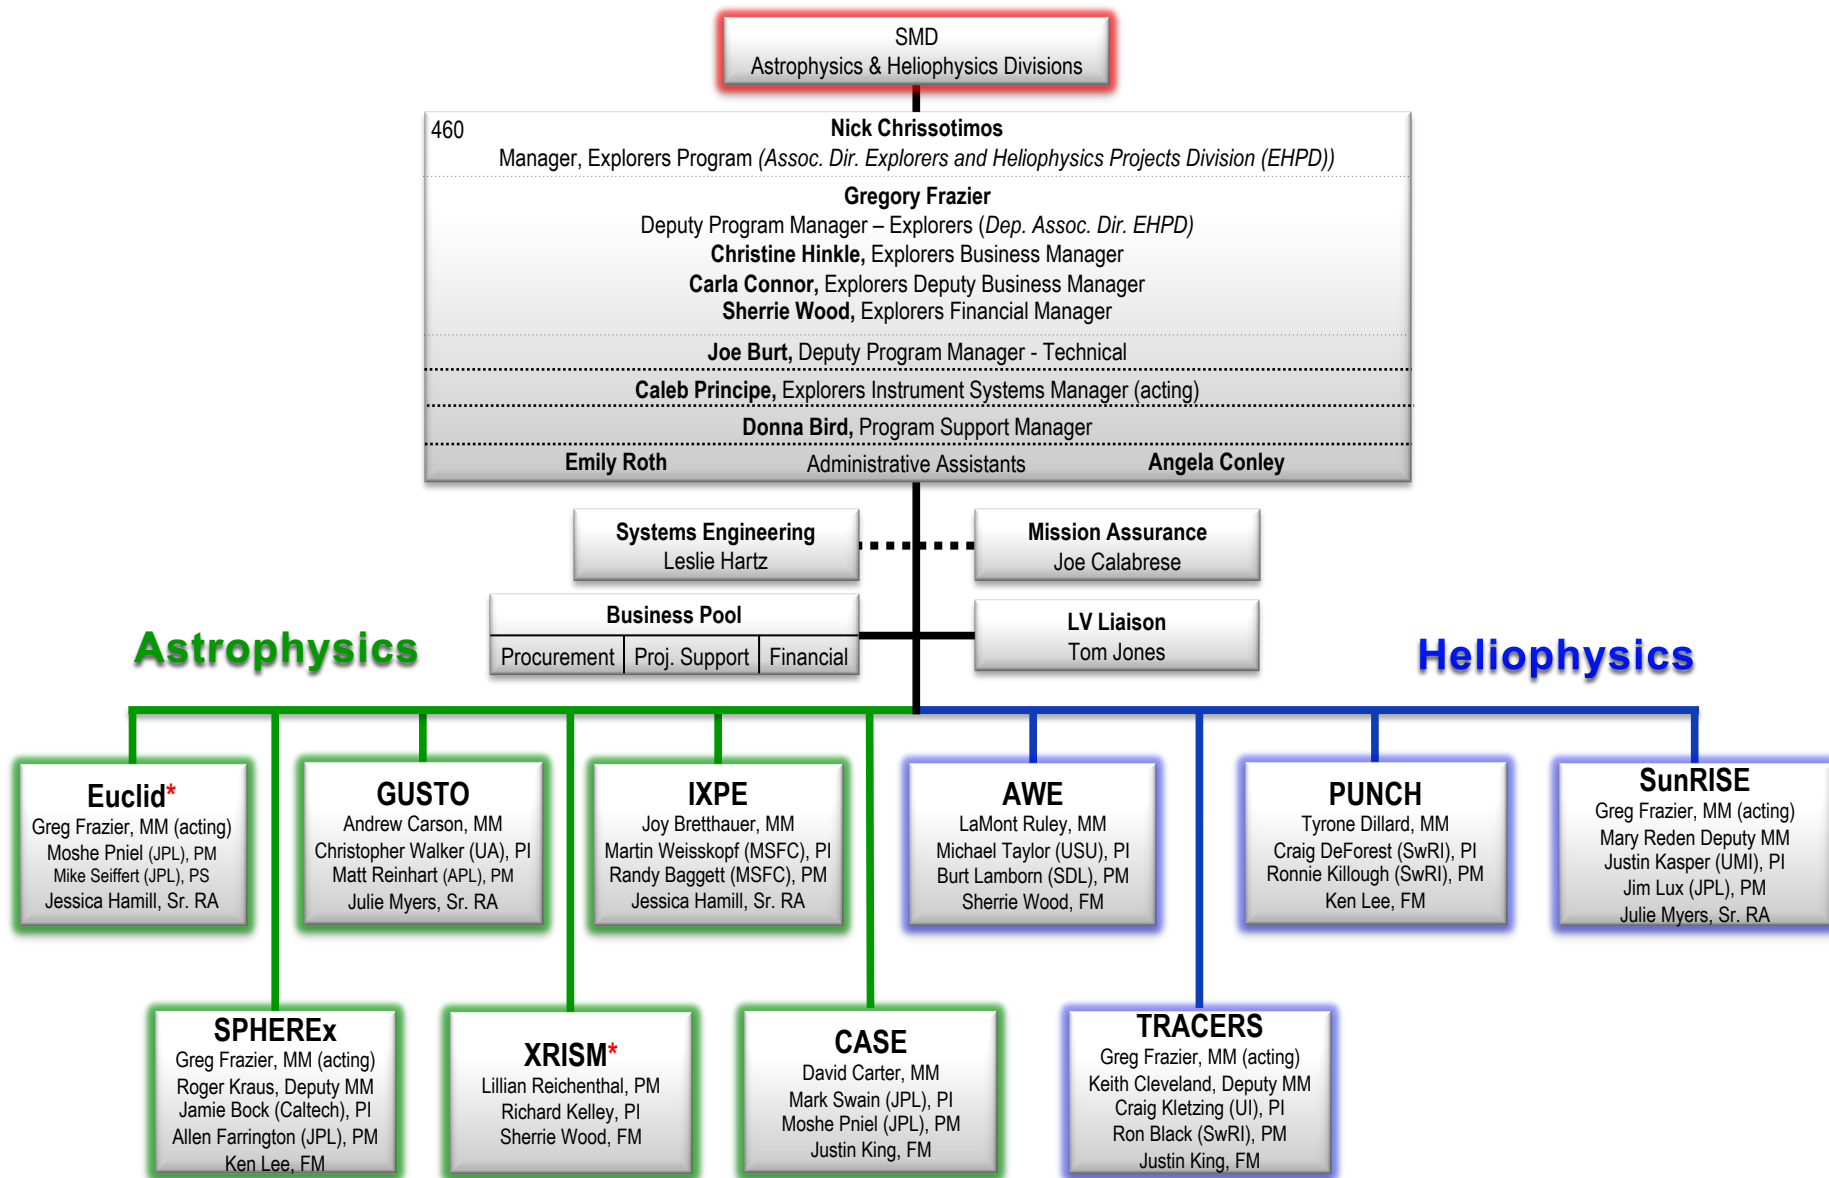 SMD
Astrophysics & Heliophysics Divisions
460
Nick Chrissotimos
Manager, Explorers Program (Assoc. Dir. Explorers and Heliophysics Projects Division (EHPD))
Gregory Frazier
Deputy Program Manager – Explorers (Dep. Assoc. Dir. EHPD)
Christine Hinkle, Explorers Business Manager
Carla Connor, Explorers Deputy Business Manager
Sherrie Wood, Explorers Financial Manager
Joe Burt, Deputy Program Manager - Technical
Caleb Principe, Explorers Instrument Systems Manager (acting)
Donna Bird, Program Support Manager
Emily Roth Administrative Assistants Angela Conley
Systems Engineering
Leslie Hartz
Mission Assurance
Joe Calabrese
Business Pool
Procurement Proj. Support Financial
LV Liaison
Tom Jones
Astrophysics
Heliophysics
Euclid*
Greg Frazier, MM (acting)
Moshe Pniel (JPL), PM
Mike Seiffert (JPL), PS
Jessica Hamill, Sr. RA
GUSTO
Andrew Carson, MM
Christopher Walker (UA), PI
Matt Reinhart (APL), PM
Julie Myers, Sr. RA
IXPE
Joy Bretthauer, MM
Martin Weisskopf (MSFC), PI
Randy Baggett (MSFC), PM
Jessica Hamill, Sr. RA
AWE
LaMont Ruley, MM
Michael Taylor (USU), PI
Burt Lamborn (SDL), PM
Sherrie Wood, FM
PUNCH
Tyrone Dillard, MM
Craig DeForest (SwRI), PI
Ronnie Killough (SwRI), PM
Ken Lee, FM
SunRISE
Greg Frazier, MM (acting)
Mary Reden Deputy MM
Justin Kasper (UMI), PI
Jim Lux (JPL), PM
Julie Myers, Sr. RA
SPHEREx
Greg Frazier, MM (acting)
Roger Kraus, Deputy MM
Jamie Bock (Caltech), PI
Allen Farrington (JPL), PM
Ken Lee, FM
XRISM*
Lillian Reichenthal, PM
Richard Kelley, PI
Sherrie Wood, FM
CASE
David Carter, MM
Mark Swain (JPL), PI
Moshe Pniel (JPL), PM
Justin King, FM
TRACERS
Greg Frazier, MM (acting)
Keith Cleveland, Deputy MM
Craig Kletzing (UI), PI
Ron Black (SwRI), PM
Justin King, FM